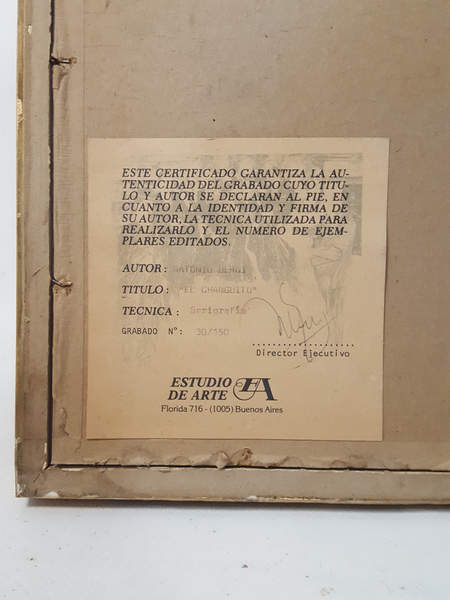 ESTE CERTIFICADO GARANTIZA LA AU-
TENTICIDAD DEL GRABADO CUYO TITU-
LO Y AUTOR SE DECLARAN AL PIE, EN
CUANTO A LA IDENTIDAD Y FIRMA DE
SU AUTOR, LA TECNICA UTILIZADA PARA
REALIZARLO Y EL NUMERO DE EJEM-
PLARES EDITADOS.
AUTOR: ANTONIO BERNI
TITULO: "EL CHANGUITO"
TECNICA: Serigrafía
GRABADO Nº: 30/150
Director Ejecutivo
ESTUDIO
DE ARTE EA
Florida 716 - (1005) Buenos Aires